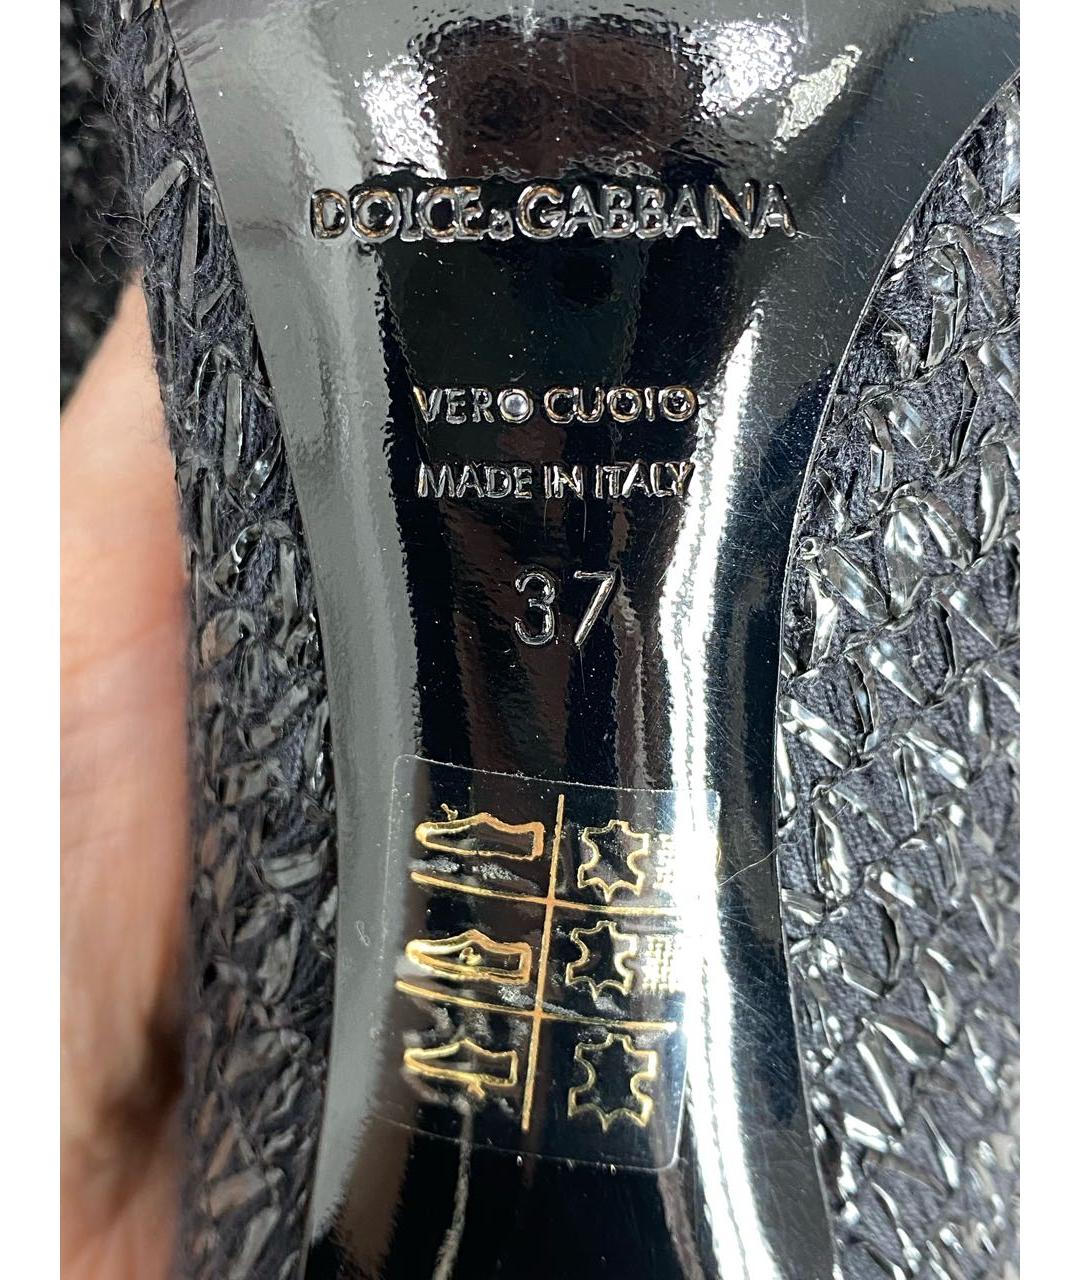 DOLCE&GABBANA
VERO CUOIO
MADE IN ITALY
37